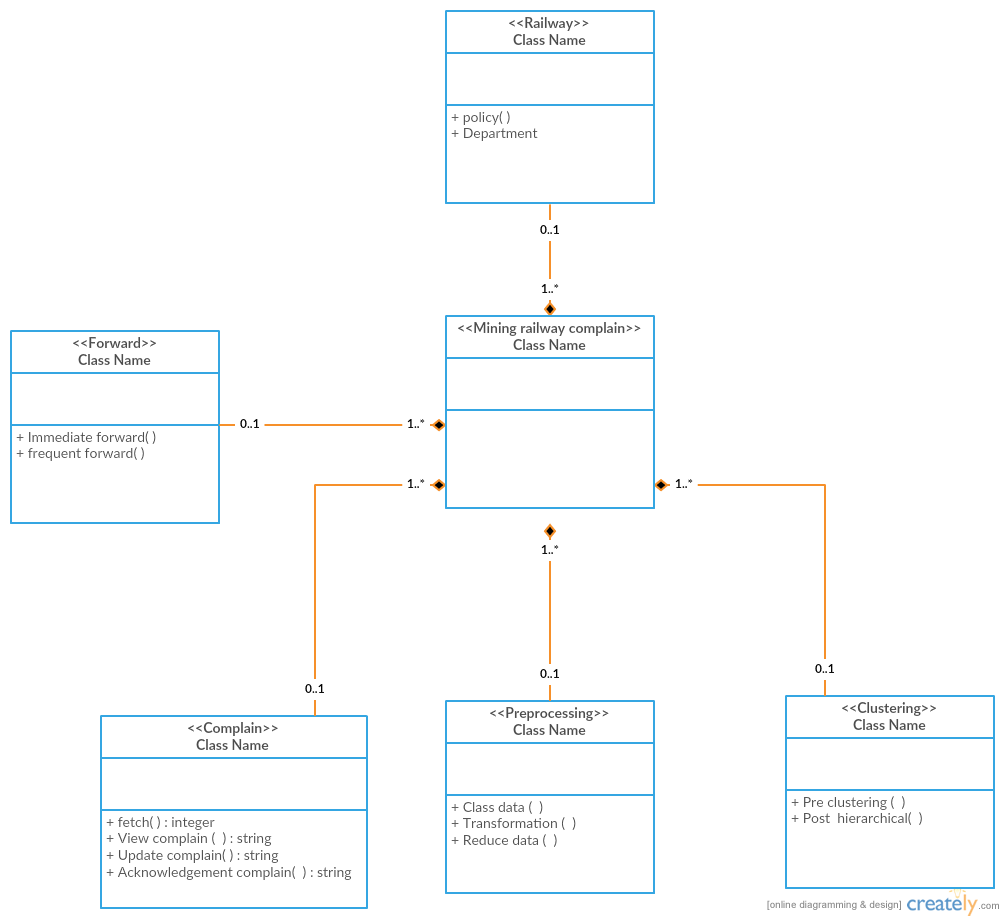 <<Railway>>
Class Name
+ policy( )
+ Department
0..1
1..*
<<Mining railway complain>>
Class Name
<<Forward>>
Class Name
+ Immediate forward( )
+ frequent forward( )
0..1
1..*
1..*
1..*
1..*
0..1
0..1
0..1
<<Complain>>
Class Name
+ fetch( ) : integer
+ View complain (  ) : string
+ Update complain( ) : string
+ Acknowledgement complain(  ) : string
<<Preprocessing>>
Class Name
+ Class data (  )
+ Transformation (  )
+ Reduce data (  )
<<Clustering>>
Class Name
+ Pre clustering (  )
+ Post  hierarchical(  )
[online diagramming & design] creately.com